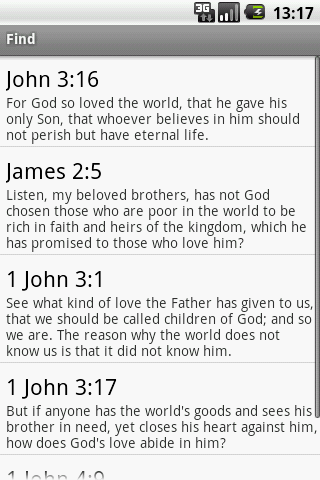 3G 13:17
Find
John 3:16
For God so loved the world, that he gave his
only Son, that whoever believes in him should
not perish but have eternal life.
James 2:5
Listen, my beloved brothers, has not God
chosen those who are poor in the world to be
rich in faith and heirs of the kingdom, which he
has promised to those who love him?
1 John 3:1
See what kind of love the Father has given to us,
that we should be called children of God; and so
we are. The reason why the world does not
know us is that it did not know him.
1 John 3:17
But if anyone has the world's goods and sees his
brother in need, yet closes his heart against him,
how does God's love abide in him?
1 John 4:9